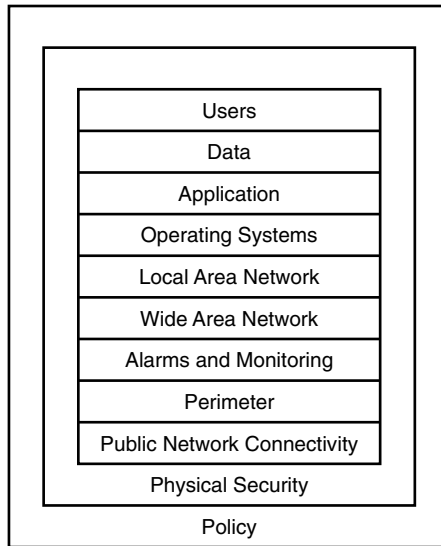 Users
Data
Application
Operating Systems
Local Area Network
Wide Area Network
Alarms and Monitoring
Perimeter
Public Network Connectivity
Physical Security
Policy